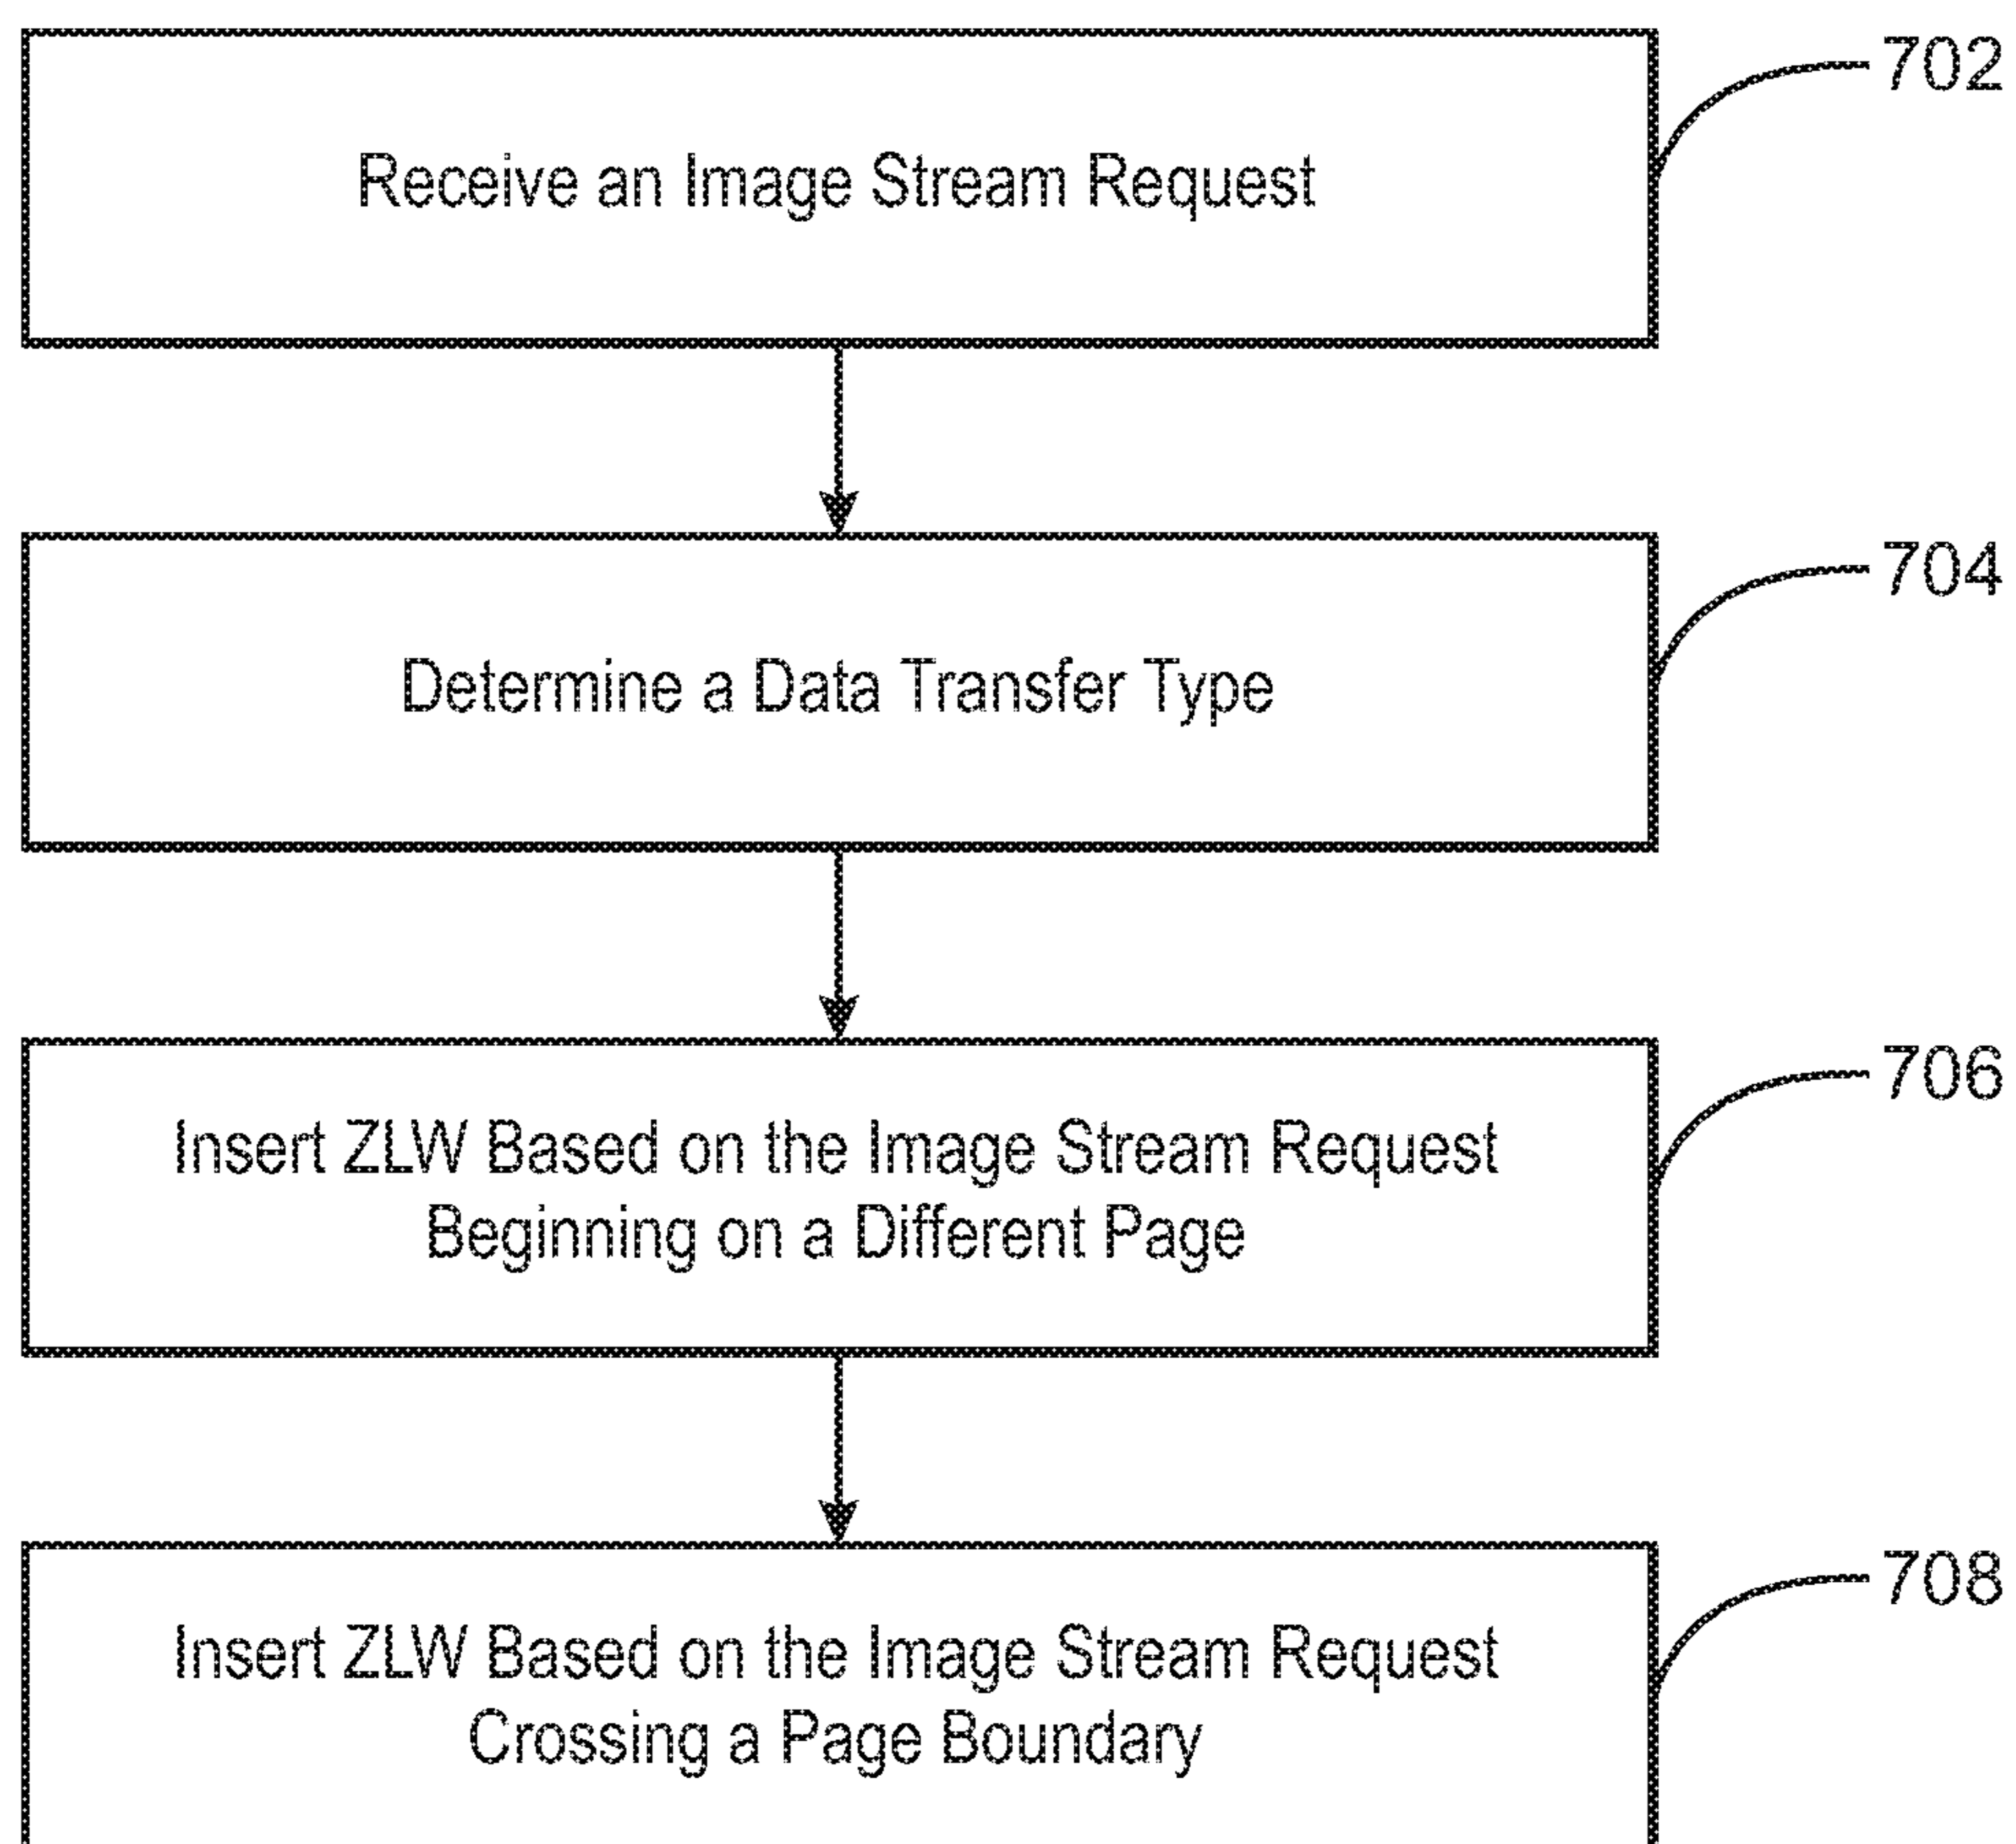 702
Receive an Image Stream Request
704
Determine a Data Transfer Type
706
Insert ZLW Based on the Image Stream Request
Beginning on a Different Page
708
Insert ZLW Based on the Image Stream Request
Crossing a Page Boundary